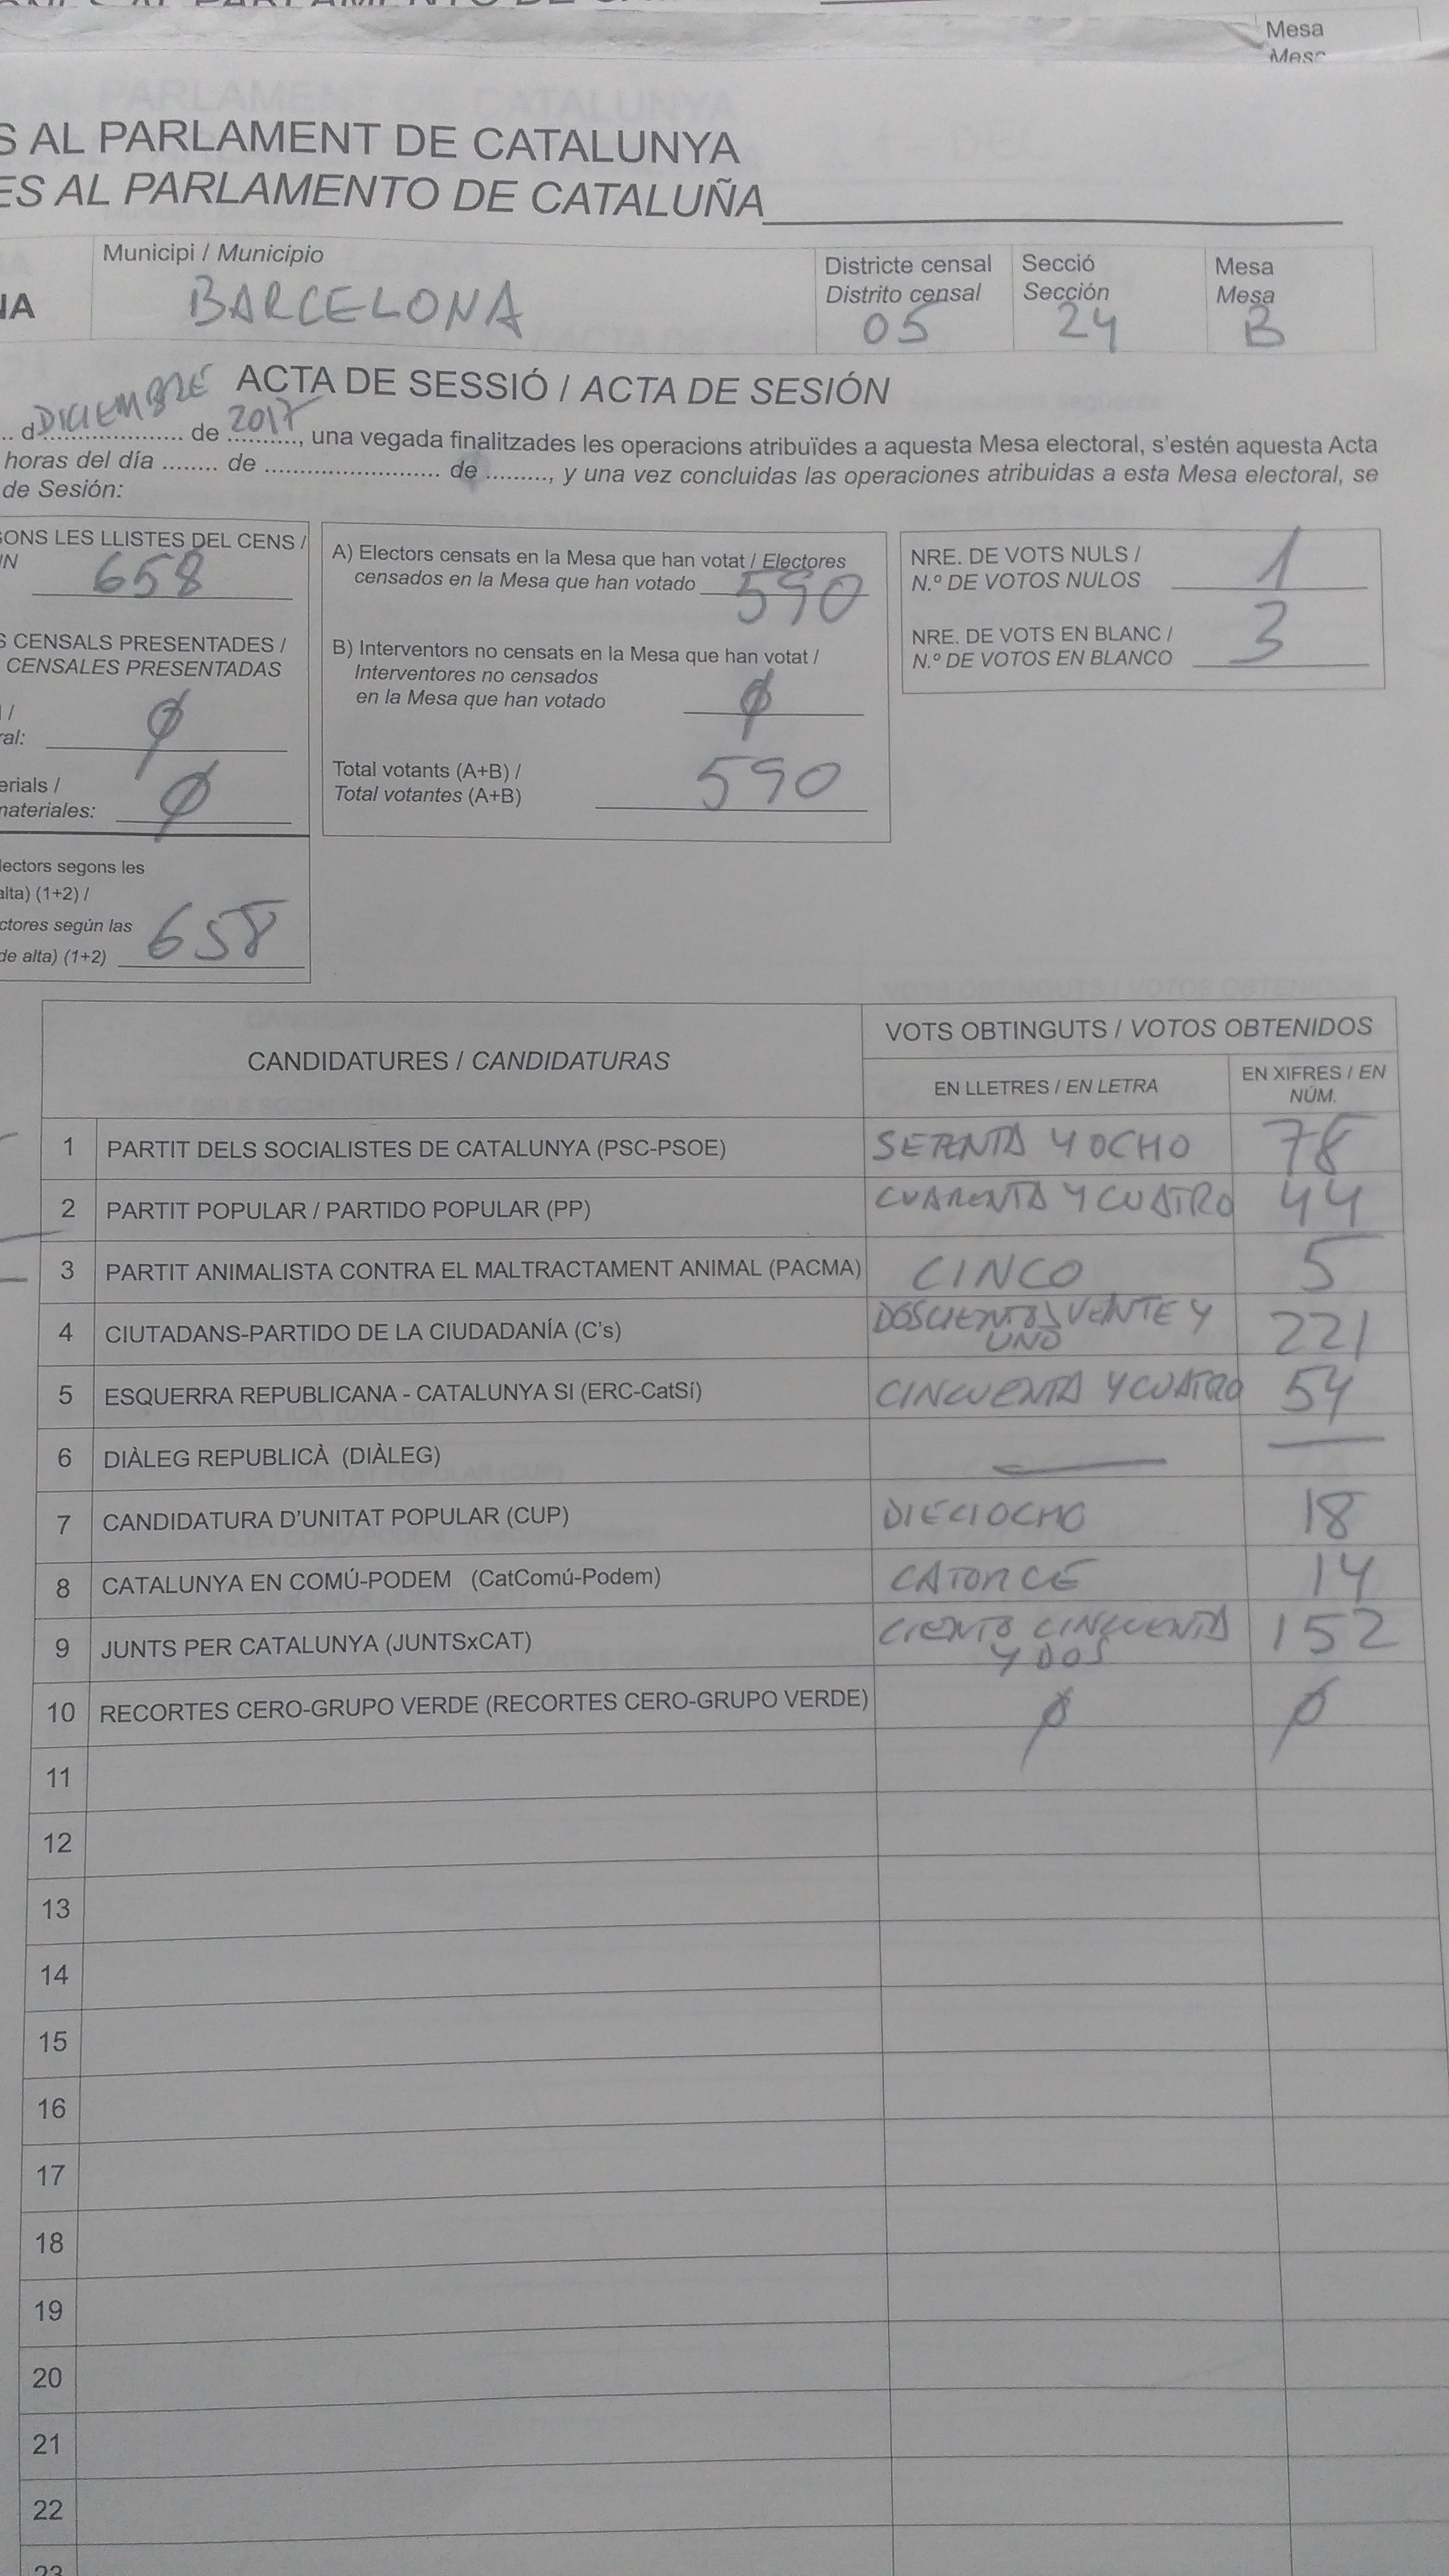 Mesa
Mesa
S AL PARLAMENT DE CATALUNYA
ES AL PARLAMENTO DE CATALUÑA
NA
Municipi / Municipio
BARCELONA
Districte censal
Distrito censal
05
Secció
Sección
24
Mesa
Mesa
B
ACTA DE SESSIÓ / ACTA DE SESIÓN
d DICIEMBRE de 2017, una vegada finalitzades les operacions atribuïdes a aquesta Mesa electoral, s'estén aquesta Acta
horas del día ........ de ........................ de ........., y una vez concluidas las operaciones atribuidas a esta Mesa electoral, se
de Sesión:
GONS LES LLISTES DEL CENS /
658
S CENSALS PRESENTADES /
CENSALES PRESENTADAS
/
ral: Ø
erials /
materiales: Ø
lectors segons les
alta) (1+2) /
ctores según las
de alta) (1+2) 658
A) Electors censats en la Mesa que han votat / Electores
censados en la Mesa que han votado 590
B) Interventors no censats en la Mesa que han votat /
Interventores no censados
en la Mesa que han votado Ø
Total votants (A+B) /
Total votantes (A+B) 590
NRE. DE VOTS NULS /
N.º DE VOTOS NULOS 1
NRE. DE VOTS EN BLANC /
N.º DE VOTOS EN BLANCO 3
CANDIDATURES / CANDIDATURAS
VOTS OBTINGUTS / VOTOS OBTENIDOS
EN LLETRES / EN LETRA
EN XIFRES / EN
NÚM.
1 PARTIT DELS SOCIALISTES DE CATALUNYA (PSC-PSOE) SETENTA Y OCHO 78
2 PARTIT POPULAR / PARTIDO POPULAR (PP) CUARENTA Y CUATRO 44
3 PARTIT ANIMALISTA CONTRA EL MALTRACTAMENT ANIMAL (PACMA) CINCO 5
4 CIUTADANS-PARTIDO DE LA CIUDADANÍA (C's) DOSCIENTOS VEINTE Y
UNO 221
5 ESQUERRA REPUBLICANA - CATALUNYA SI (ERC-CatSí) CINCUENTA Y CUATRO 54
6 DIÀLEG REPUBLICÀ (DIÀLEG) — —
7 CANDIDATURA D'UNITAT POPULAR (CUP) DIECIOCHO 18
8 CATALUNYA EN COMÚ-PODEM (CatComú-Podem) CATORCE 14
9 JUNTS PER CATALUNYA (JUNTSxCAT) CIENTO CINCUENTA
Y DOS 152
10 RECORTES CERO-GRUPO VERDE (RECORTES CERO-GRUPO VERDE) Ø Ø
11
12
13
14
15
16
17
18
19
20
21
22
23